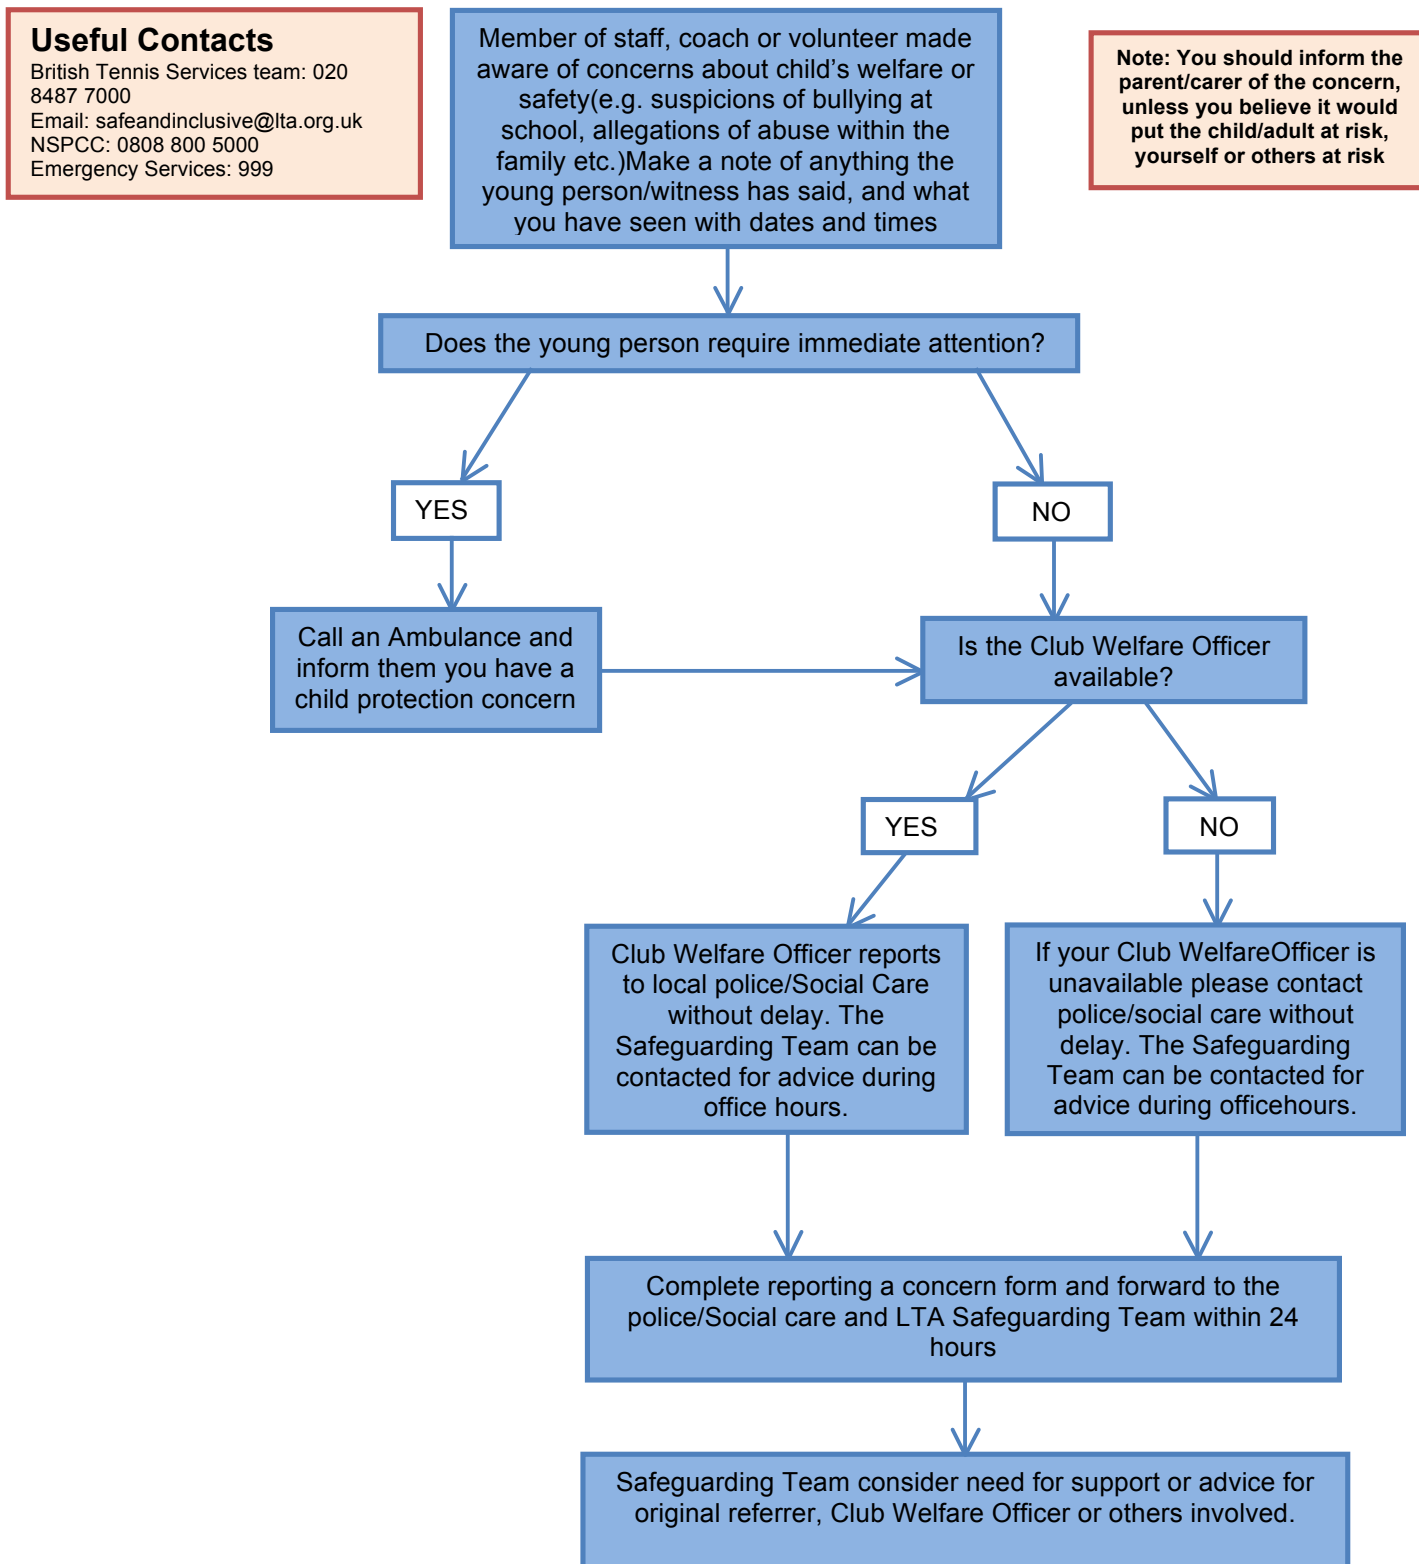 Useful Contacts
British Tennis Services team: 020
8487 7000
Email: safeandinclusive@lta.org.uk
NSPCC: 0808 800 5000
Emergency Services: 999
Member of staff, coach or volunteer made
aware of concerns about child's welfare or
safety(e.g. suspicions of bullying at
school, allegations of abuse within the
family etc.)Make a note of anything the
young person/witness has said, and what
you have seen with dates and times
Note: You should inform the
parent/carer of the concern,
unless you believe it would
put the child/adult at risk,
yourself or others at risk
Does the young person require immediate attention?
YES
NO
Call an Ambulance and
inform them you have a
child protection concern
Is the Club Welfare Officer
available?
YES
NO
Club Welfare Officer reports
to local police/Social Care
without delay. The
Safeguarding Team can be
contacted for advice during
office hours.
If your Club WelfareOfficer is
unavailable please contact
police/social care without
delay. The Safeguarding
Team can be contacted for
advice during officehours.
Complete reporting a concern form and forward to the
police/Social care and LTA Safeguarding Team within 24
hours
Safeguarding Team consider need for support or advice for
original referrer, Club Welfare Officer or others involved.